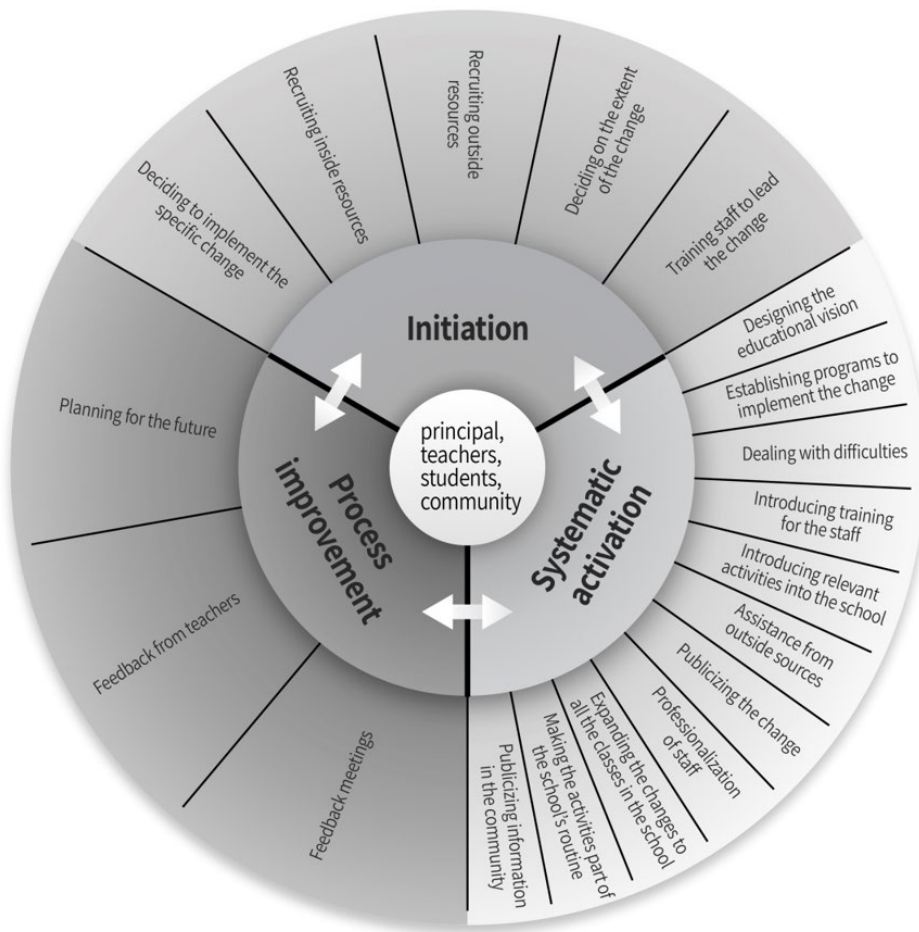 Deciding to implement the
specific change
Recruiting inside resources
Recruiting outside
resources
Deciding on the extent
of the change
Training staff to lead
the change
Initiation
principal,
teachers,
students,
community
Process
improvement
Systematic
activation
Designing the
educational vision
Establishing programs to
implement the change
Dealing with difficulties
Introducing training
for the staff
Introducing relevant
activities into the school
Assistance from
outside sources
Publicizing the change
Professionalization
of staff
Expanding the changes to
all the classes in the school
Making the activities part of
the school's routine
Publicizing information
in the community
Feedback meetings
Feedback from teachers
Planning for the future